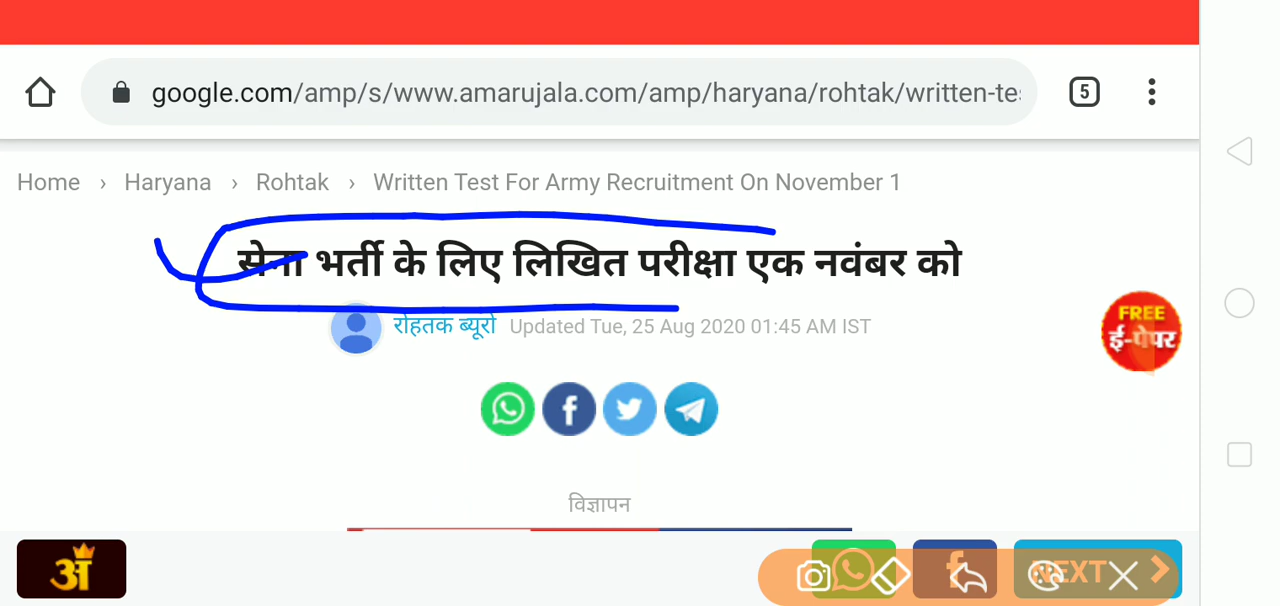 google.com/amp/s/www.amarujala.com/amp/haryana/rohtak/written-te
5
Home › Haryana › Rohtak › Written Test For Army Recruitment On November 1
सेना भर्ती के लिए लिखित परीक्षा एक नवंबर को
रोहतक ब्यूरो Updated Tue, 25 Aug 2020 01:45 AM IST
FREE
ई-पेपर
विज्ञापन
अँ
NEXT